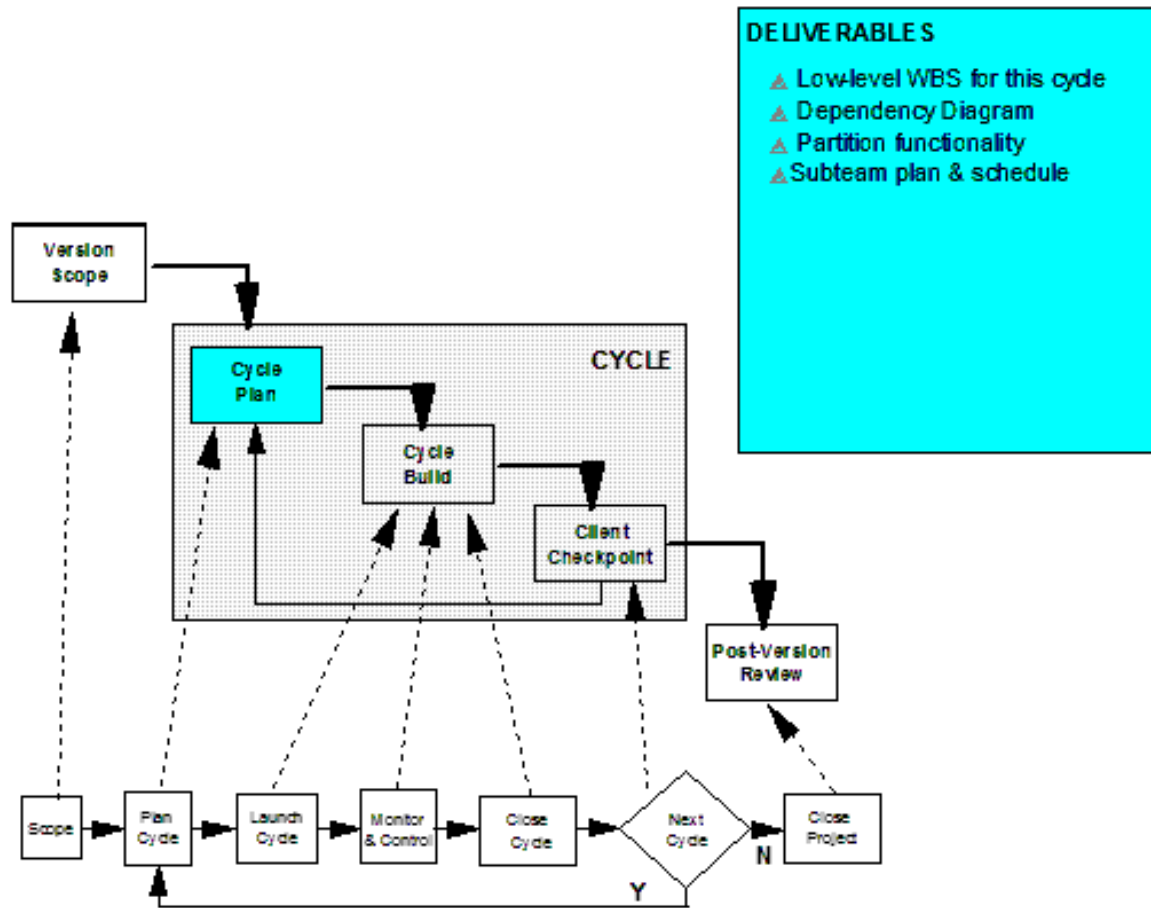 DELIVERABLES
Low-level WBS for this cycle
Dependency Diagram
Partition functionality
Subteam plan & schedule
Version
Scope
CYCLE
Cycle
Plan
Cycle
Build
Client
Checkpoint
Post-Version
Review
Scope
Plan
Cycle
Launch
Cycle
Monitor
& Control
Close
Cycle
Next
Cycle
N
Close
Project
Y